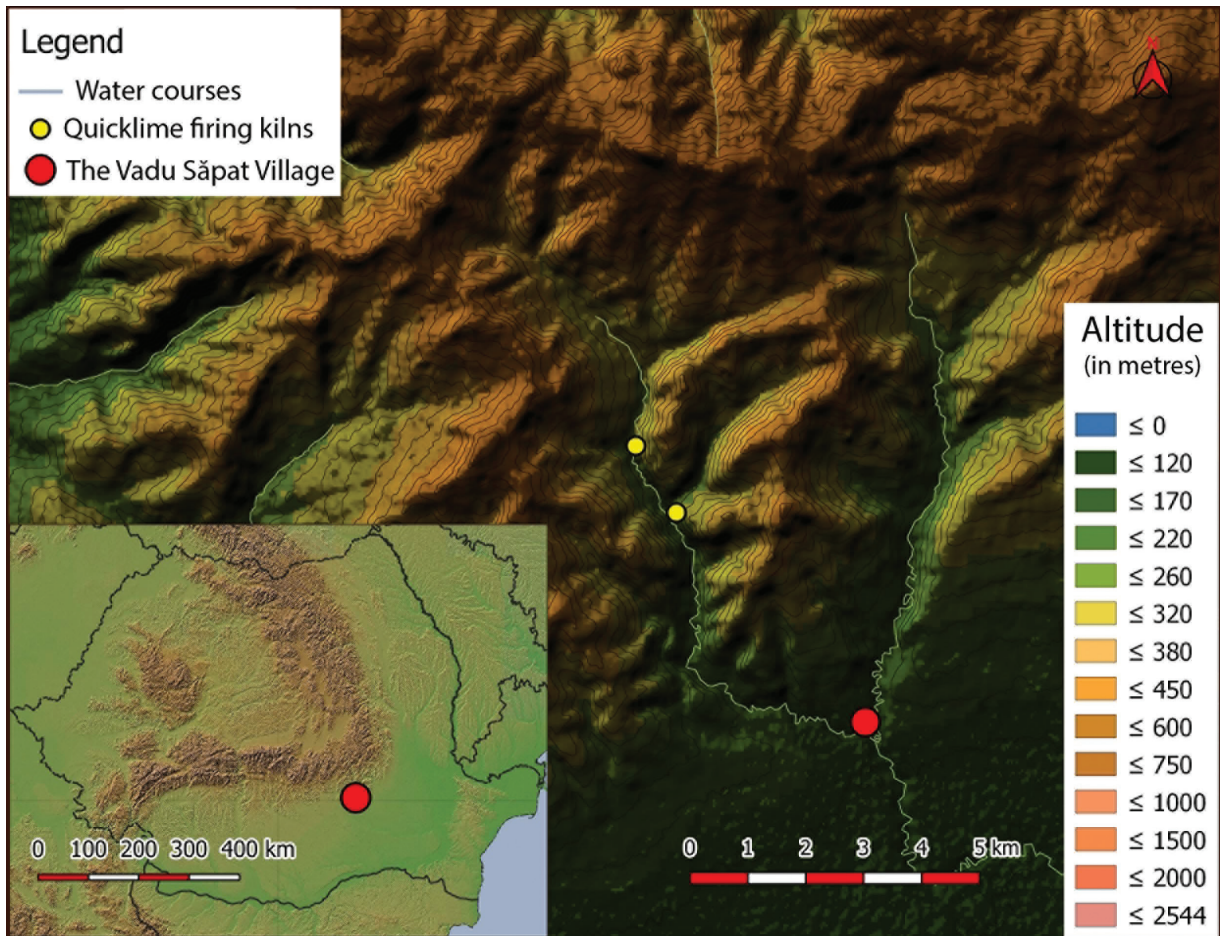 Legend
Water courses
Quicklime firing kilns
The Vadu Săpat Village
N
Altitude
(in metres)
≤ 0
≤ 120
≤ 170
≤ 220
≤ 260
≤ 320
≤ 380
≤ 450
≤ 600
≤ 750
≤ 1000
≤ 1500
≤ 2000
≤ 2544
0 100 200 300 400 km
0 1 2 3 4 5 km